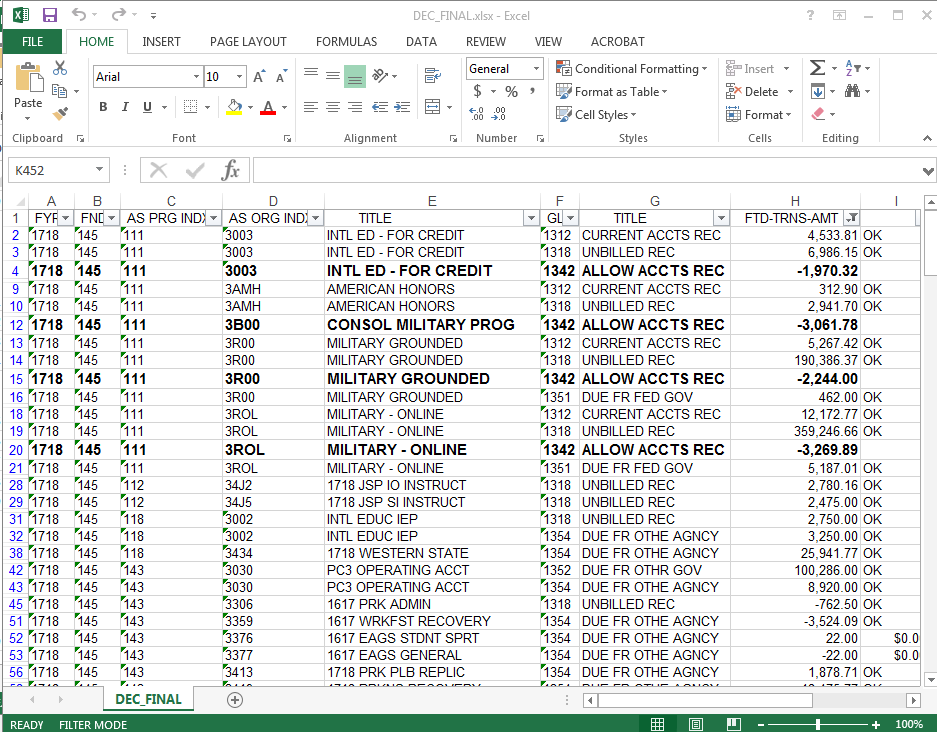 DEC_FINAL.xlsx - Excel
FILE HOME INSERT PAGE LAYOUT FORMULAS DATA REVIEW VIEW ACROBAT
Arial 10 General Conditional Formatting Insert
Paste B I U $ % , Format as Table Delete
Cell Styles Format
Clipboard Font Alignment Number Styles Cells Editing
K452 fx
A B C D E F G H I
1 FYR FND AS PRG INDX AS ORG INDX TITLE GL TITLE FTD-TRNS-AMT
2 1718 145 111 3003 INTL ED - FOR CREDIT 1312 CURRENT ACCTS REC 4,533.81 OK
3 1718 145 111 3003 INTL ED - FOR CREDIT 1318 UNBILLED REC 6,986.15 OK
4 1718 145 111 3003 INTL ED - FOR CREDIT 1342 ALLOW ACCTS REC -1,970.32
9 1718 145 111 3AMH AMERICAN HONORS 1312 CURRENT ACCTS REC 312.90 OK
10 1718 145 111 3AMH AMERICAN HONORS 1318 UNBILLED REC 2,941.70 OK
12 1718 145 111 3B00 CONSOL MILITARY PROG 1342 ALLOW ACCTS REC -3,061.78
13 1718 145 111 3R00 MILITARY GROUNDED 1312 CURRENT ACCTS REC 5,267.42 OK
14 1718 145 111 3R00 MILITARY GROUNDED 1318 UNBILLED REC 190,386.37 OK
15 1718 145 111 3R00 MILITARY GROUNDED 1342 ALLOW ACCTS REC -2,244.00
16 1718 145 111 3R00 MILITARY GROUNDED 1351 DUE FR FED GOV 462.00 OK
18 1718 145 111 3ROL MILITARY - ONLINE 1312 CURRENT ACCTS REC 12,172.77 OK
19 1718 145 111 3ROL MILITARY - ONLINE 1318 UNBILLED REC 359,246.66 OK
20 1718 145 111 3ROL MILITARY - ONLINE 1342 ALLOW ACCTS REC -3,269.89
21 1718 145 111 3ROL MILITARY - ONLINE 1351 DUE FR FED GOV 5,187.01 OK
28 1718 145 112 34J2 1718 JSP IO INSTRUCT 1318 UNBILLED REC 2,780.16 OK
29 1718 145 112 34J5 1718 JSP SI INSTRUCT 1318 UNBILLED REC 2,475.00 OK
31 1718 145 118 3002 INTL EDUC IEP 1318 UNBILLED REC 2,750.00 OK
32 1718 145 118 3002 INTL EDUC IEP 1354 DUE FR OTHE AGNCY 3,250.00 OK
38 1718 145 118 3434 1718 WESTERN STATE 1354 DUE FR OTHE AGNCY 25,941.77 OK
42 1718 145 143 3030 PC3 OPERATING ACCT 1352 DUE FR OTHR GOV 100,286.00 OK
43 1718 145 143 3030 PC3 OPERATING ACCT 1354 DUE FR OTHE AGNCY 8,920.00 OK
45 1718 145 143 3306 1617 PRK ADMIN 1318 UNBILLED REC -762.50 OK
51 1718 145 143 3359 1617 WRKFST RECOVERY 1354 DUE FR OTHE AGNCY -3,524.09 OK
52 1718 145 143 3376 1617 EAGS STDNT SPRT 1354 DUE FR OTHE AGNCY 22.00 $0.0
53 1718 145 143 3377 1617 EAGS GENERAL 1354 DUE FR OTHE AGNCY -22.00 $0.0
56 1718 145 143 3413 1718 PRK PLB REPLIC 1354 DUE FR OTHE AGNCY 1,878.71 OK
DEC_FINAL
READY FILTER MODE 100%